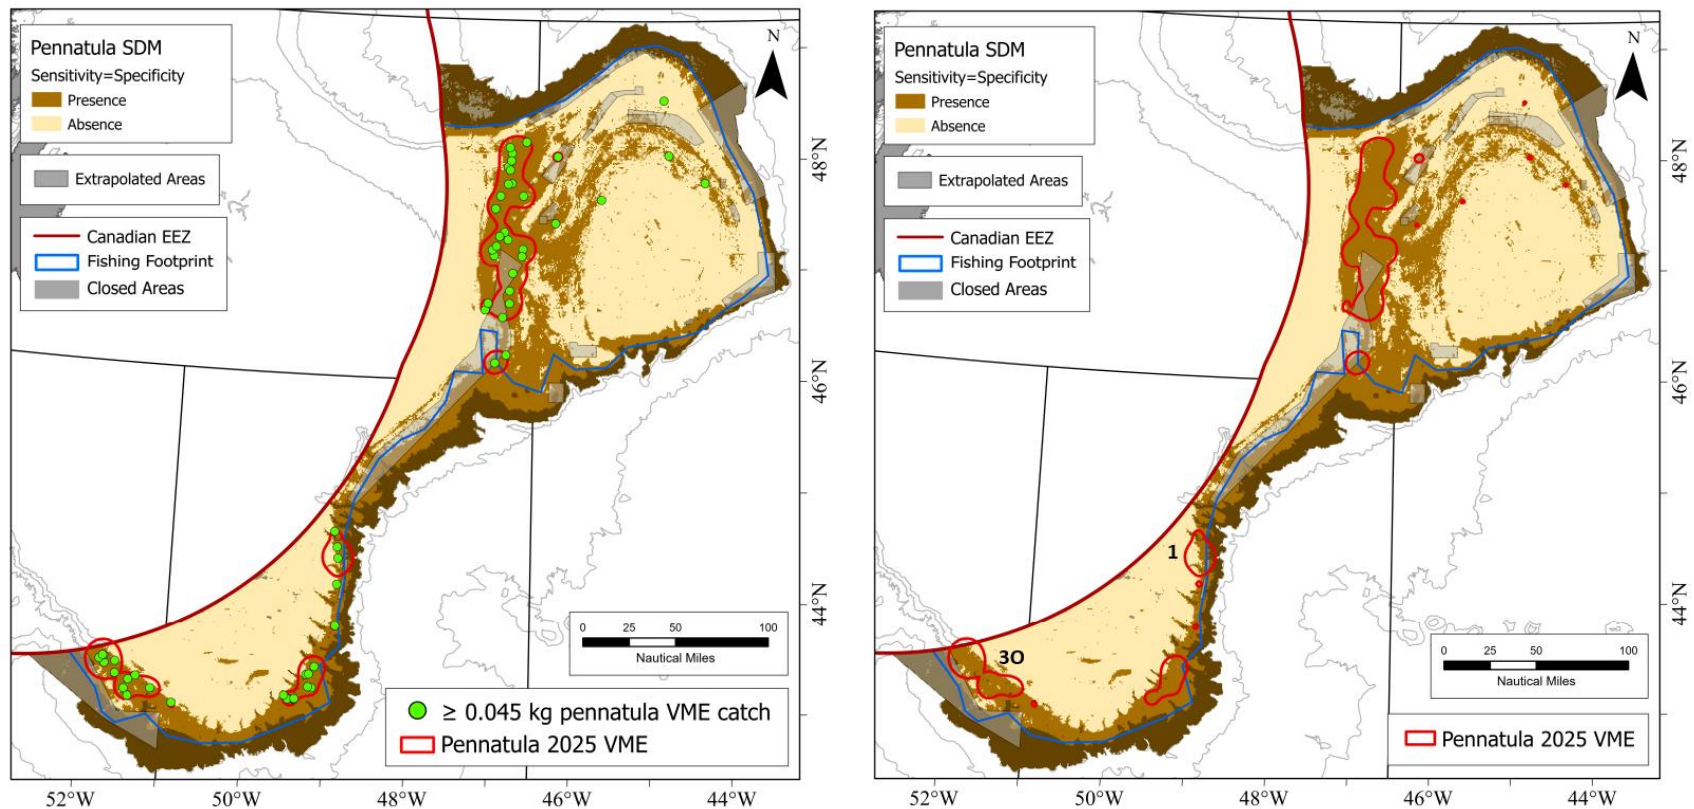 Pennatula SDM
Sensitivity=Specificity
Presence
Absence
Extrapolated Areas
Canadian EEZ
Fishing Footprint
Closed Areas
N
48°N
46°N
44°N
0 25 50 100
Nautical Miles
≥ 0.045 kg pennatula VME catch
Pennatula 2025 VME
52°W 50°W 48°W 46°W 44°W
Pennatula SDM
Sensitivity=Specificity
Presence
Absence
Extrapolated Areas
Canadian EEZ
Fishing Footprint
Closed Areas
N
48°N
46°N
44°N
1
3O
0 25 50 100
Nautical Miles
Pennatula 2025 VME
52°W 50°W 48°W 46°W 44°W